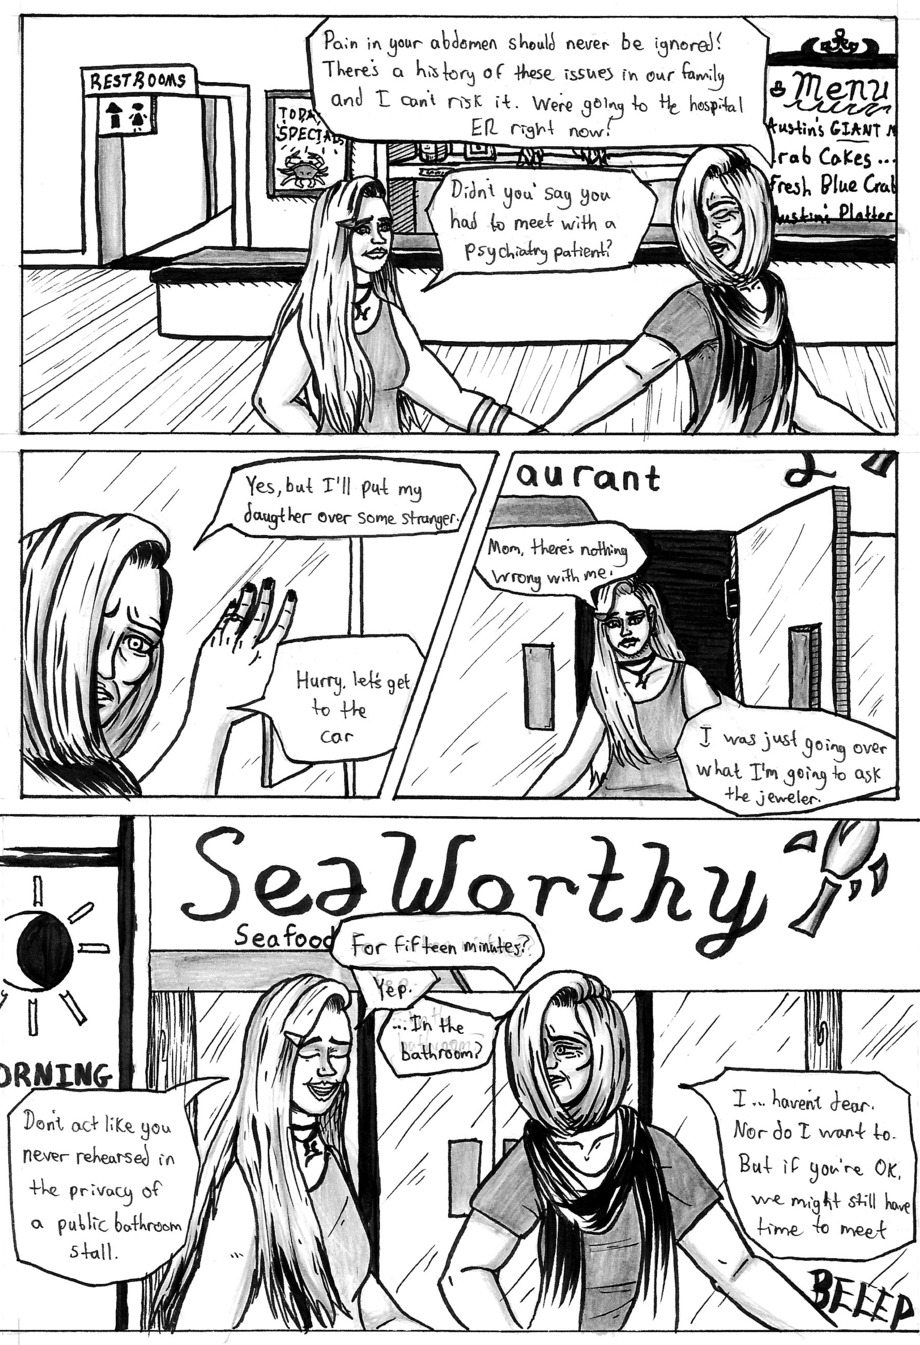 Pain in your abdomen should never be ignored!
There's a history of these issues in our family
and I can't risk it. We're going to the hospital
ER right now!
RESTROOMS
TODAY
SPECIAL
Menu
Austin's GIANT
rab Cakes ...
Fresh Blue Crab
Austin's Platter
Didn't you say you
had to meet with a
psychiatry patient?
Yes, but I'll put my
daugther over some stranger.
Hurry, let's get
to the
car
aurant
Mom, there's nothing
wrong with me.
I was just going over
what I'm going to ask
the jeweler.
SeaWorthy
Seafood
For fifteen minutes?
Yep.
...In the
bathroom?
ORNING
Don't act like you
never rehearsed in
the privacy of
a public bathroom
stall.
I... haven't dear.
Nor do I want to.
But if you're OK,
we might still have
time to meet
BEEEP